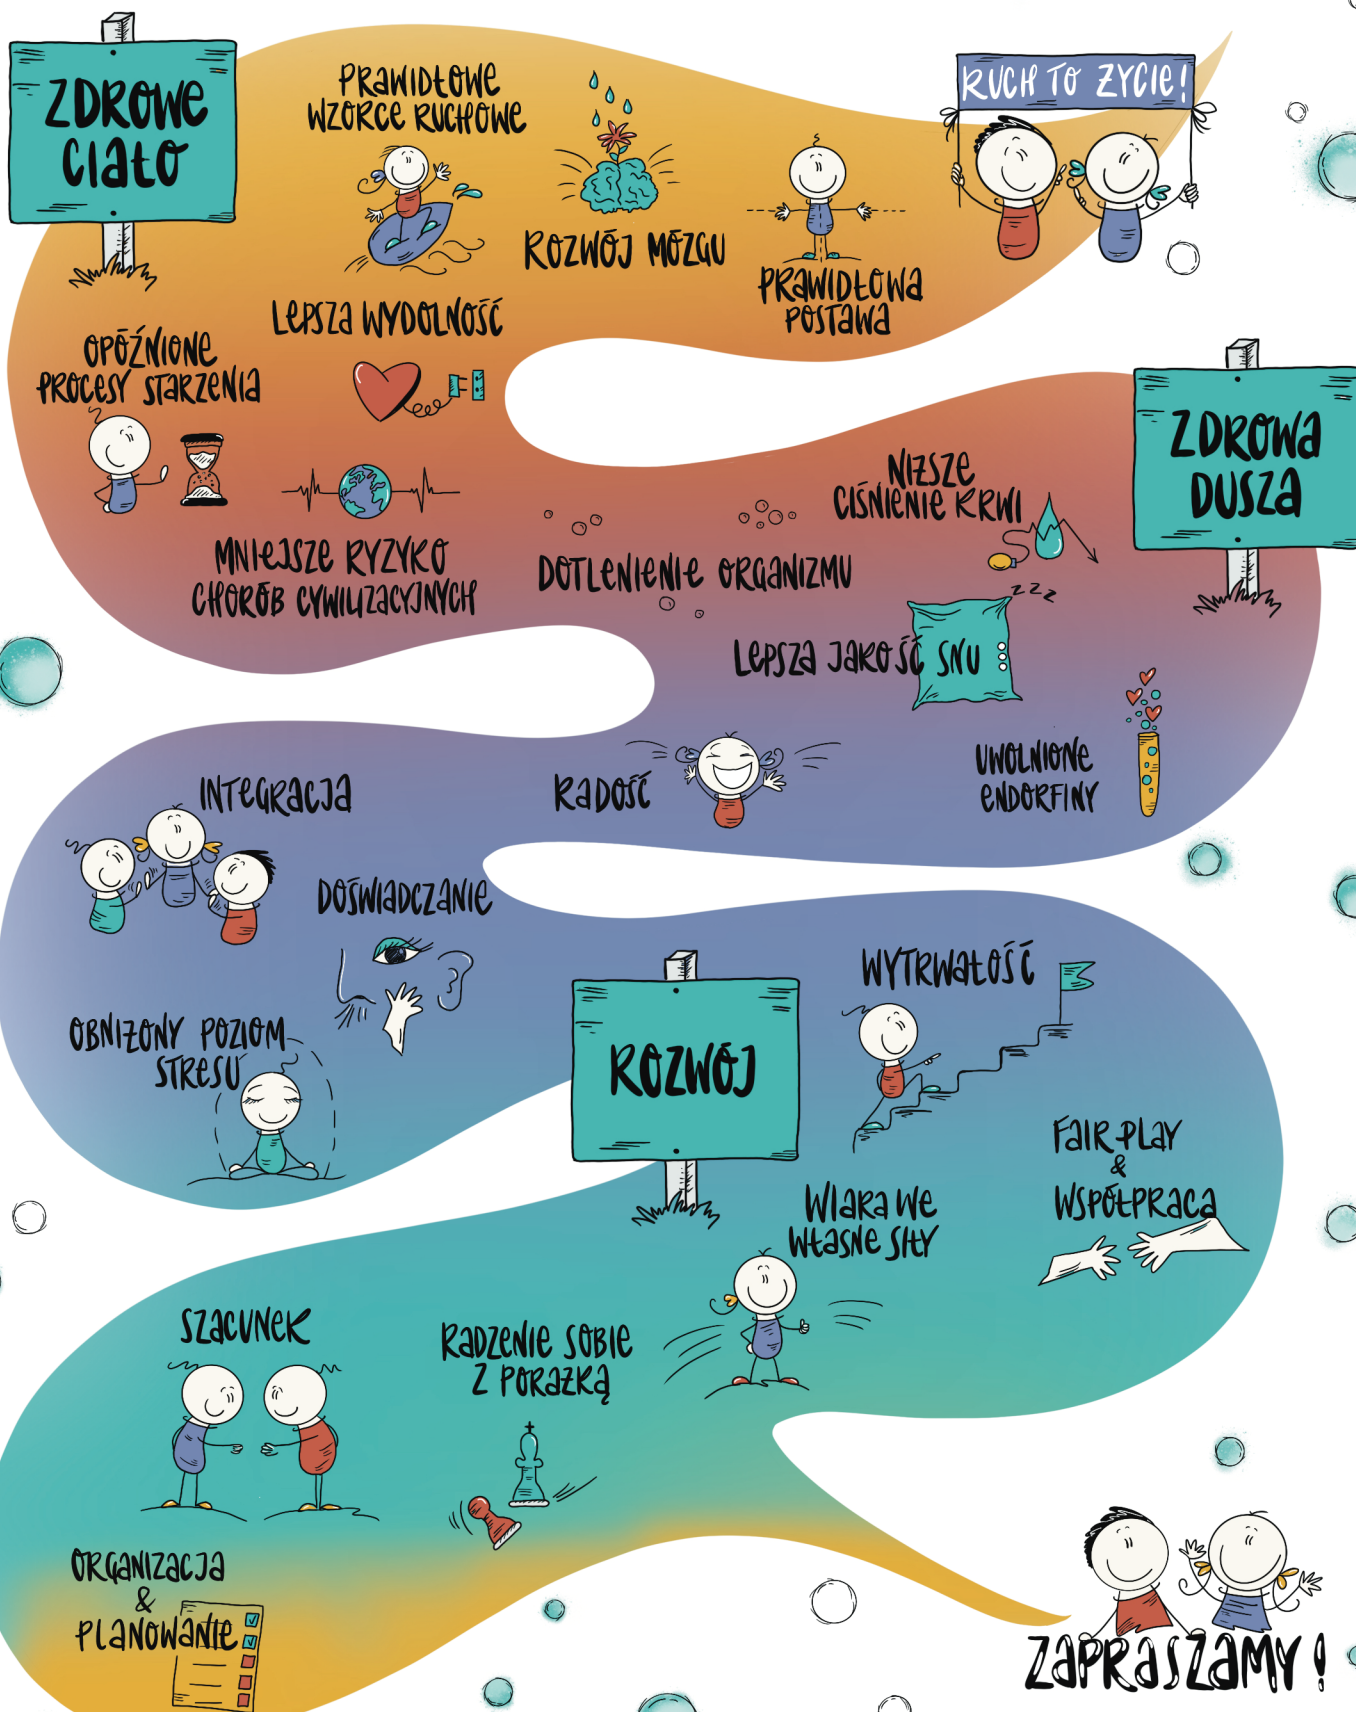 ZDROWE
CIAŁO
PRAWIDŁOWE
WZORCE RUCHOWE
ROZWÓJ MÓZGU
PRAWIDŁOWA
POSTAWA
RUCH TO ŻYCIE!
OPÓŹNIONE
PROCESY STARZENIA
LEPSZA WYDOLNOŚĆ
MNIEJSZE RYZYKO
CHORÓB CYWILIZACYJNYCH
DOTLENIENIE ORGANIZMU
NIŻSZE
CIŚNIENIE KRWI
ZDROWA
DUSZA
zzz
LEPSZA JAKOŚĆ SNU
UWOLNIONE
ENDORFINY
RADOŚĆ
INTEGRACJA
DOŚWIADCZANIE
OBNIŻONY POZIOM
STRESU
ROZWÓJ
WYTRWAŁOŚĆ
FAIR PLAY
&
WSPÓŁPRACA
WIARA WE
WŁASNE SIŁY
RADZENIE SOBIE
Z PORAŻKĄ
SZACUNEK
ORGANIZACJA
&
PLANOWANIE
ZAPRASZAMY!